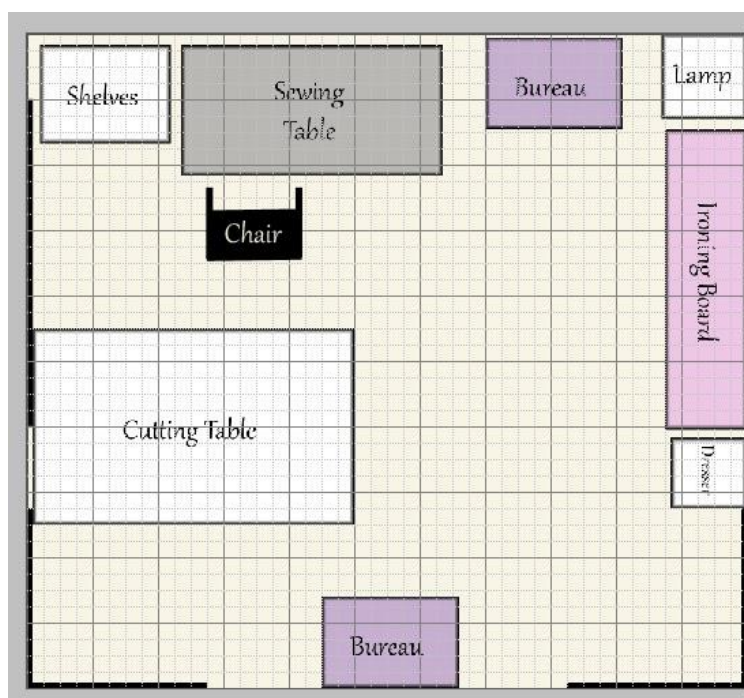 Shelves
Sewing
Table
Bureau
Lamp
Chair
Ironing Board
Cutting Table
Dresser
Bureau